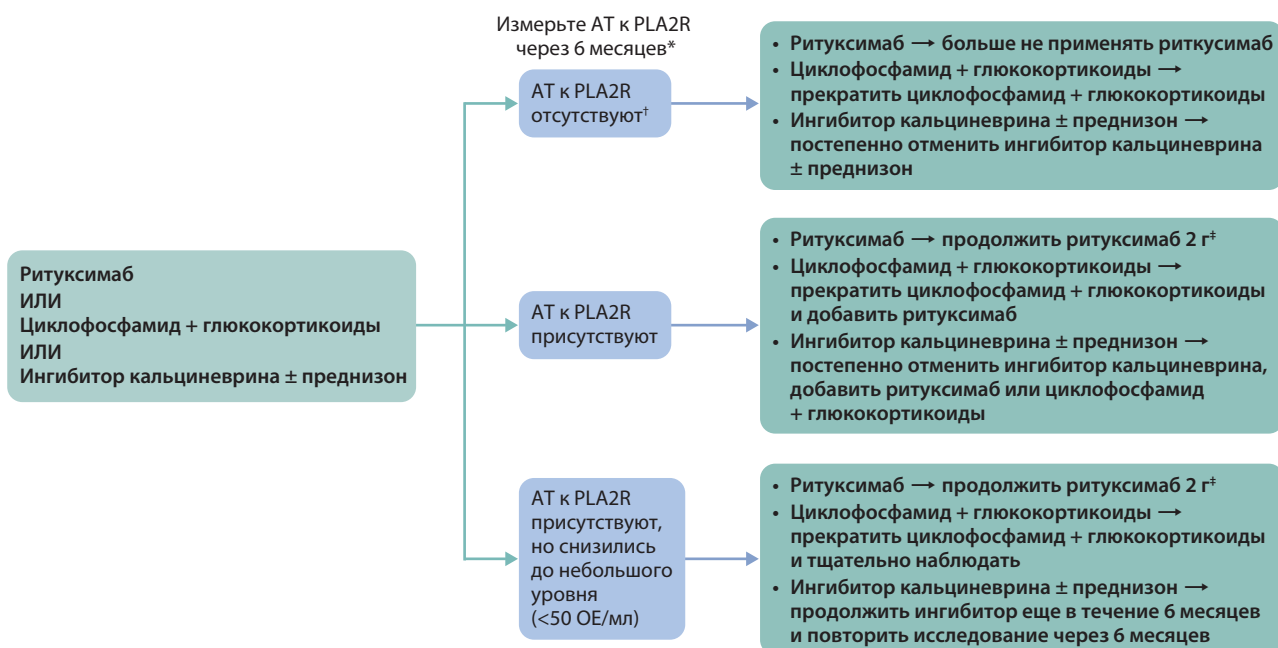 Измерьте АТ к PLA2R
через 6 месяцев*
Ритуксимаб
ИЛИ
Циклофосфамид + глюкокортикоиды
ИЛИ
Ингибитор кальциневрина ± преднизон
АТ к PLA2R
отсутствуют†
• Ритуксимаб → больше не применять риткусимаб
• Циклофосфамид + глюкокортикоиды →
прекратить циклофосфамид + глюкокортикоиды
• Ингибитор кальциневрина ± преднизон →
постепенно отменить ингибитор кальциневрина
± преднизон
АТ к PLA2R
присутствуют
• Ритуксимаб → продолжить ритуксимаб 2 г‡
• Циклофосфамид + глюкокортикоиды →
прекратить циклофосфамид + глюкокортикоиды
и добавить ритуксимаб
• Ингибитор кальциневрина ± преднизон →
постепенно отменить ингибитор кальциневрина,
добавить ритуксимаб или циклофосфамид
+ глюкокортикоиды
АТ к PLA2R
присутствуют,
но снизились
до небольшого
уровня
(<50 ОЕ/мл)
• Ритуксимаб → продолжить ритуксимаб 2 г‡
• Циклофосфамид + глюкокортикоиды →
прекратить циклофосфамид + глюкокортикоиды
и тщательно наблюдать
• Ингибитор кальциневрина ± преднизон →
продолжить ингибитор еще в течение 6 месяцев
и повторить исследование через 6 месяцев